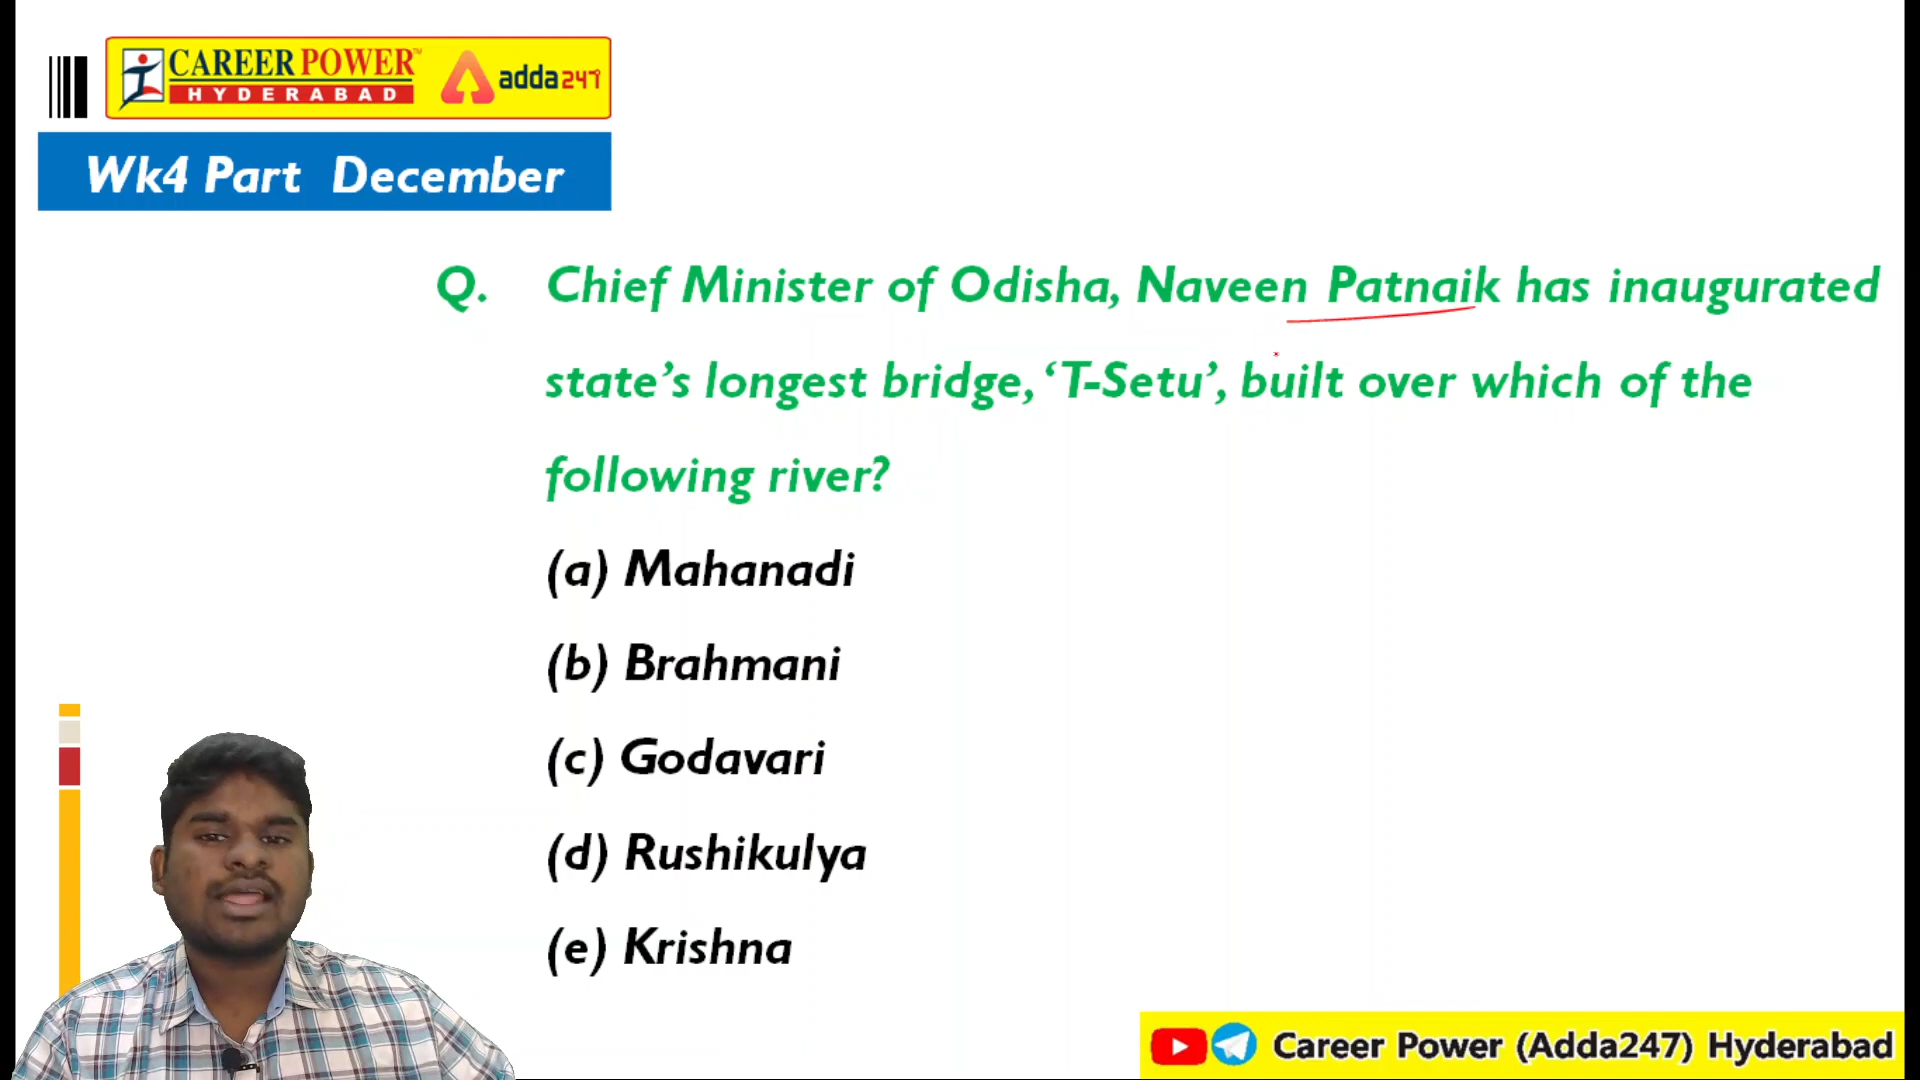 CAREER POWER™
HYDERABAD
adda247
Wk4 Part December
Q. Chief Minister of Odisha, Naveen Patnaik has inaugurated
state’s longest bridge, ‘T-Setu’, built over which of the
following river?
(a) Mahanadi
(b) Brahmani
(c) Godavari
(d) Rushikulya
(e) Krishna
Career Power (Adda247) Hyderabad